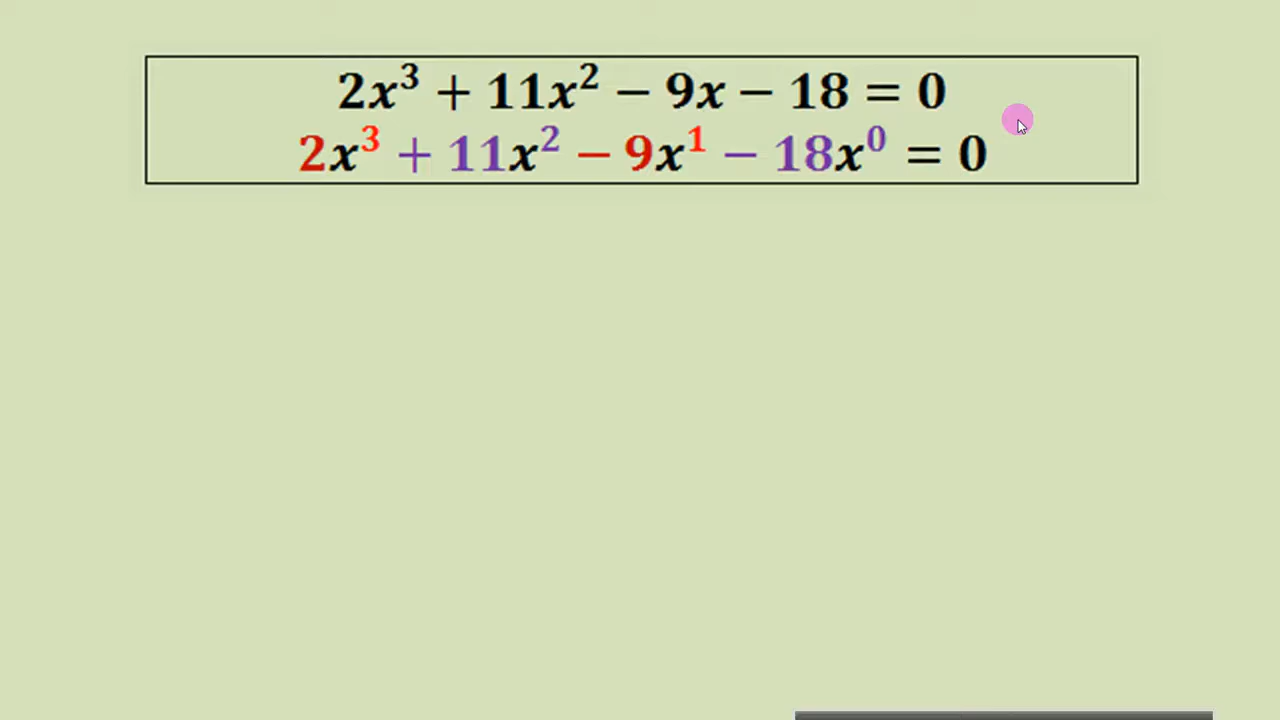 2x³ + 11x² − 9x − 18 = 0
2x³ + 11x² − 9x¹ − 18x⁰ = 0